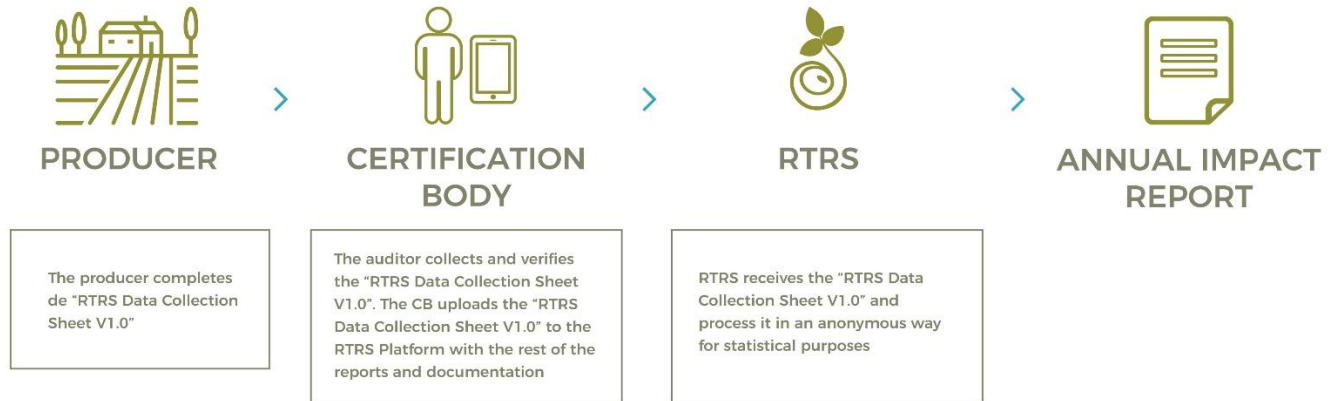 PRODUCER
The producer completes
de “RTRS Data Collection
Sheet V1.0”
CERTIFICATION
BODY
The auditor collects and verifies
the “RTRS Data Collection Sheet
V1.0”. The CB uploads the “RTRS
Data Collection Sheet V1.0” to the
RTRS Platform with the rest of the
reports and documentation
RTRS
RTRS receives the “RTRS Data
Collection Sheet V1.0” and
process it in an anonymous way
for statistical purposes
ANNUAL IMPACT
REPORT